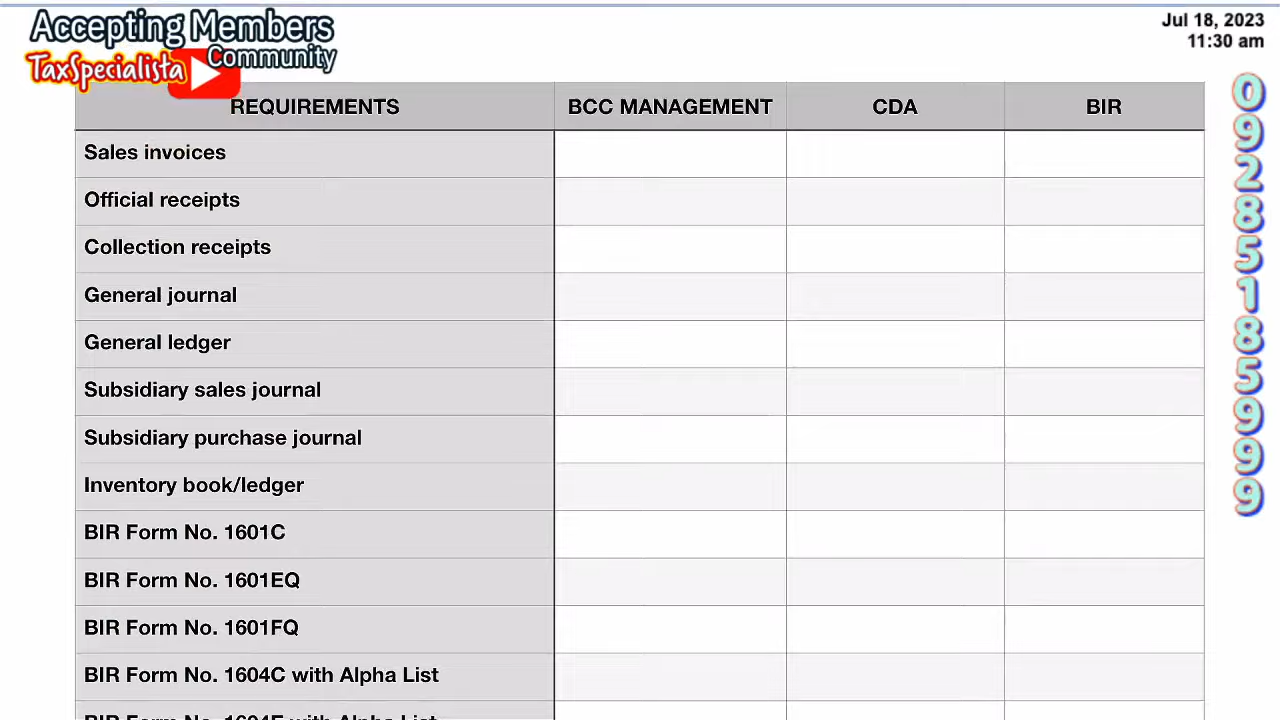 Accepting Members
Community
TaxSpecialista
Jul 18, 2023
11:30 am
REQUIREMENTS BCC MANAGEMENT CDA BIR
Sales invoices
Official receipts
Collection receipts
General journal
General ledger
Subsidiary sales journal
Subsidiary purchase journal
Inventory book/ledger
BIR Form No. 1601C
BIR Form No. 1601EQ
BIR Form No. 1601FQ
BIR Form No. 1604C with Alpha List
09285185999